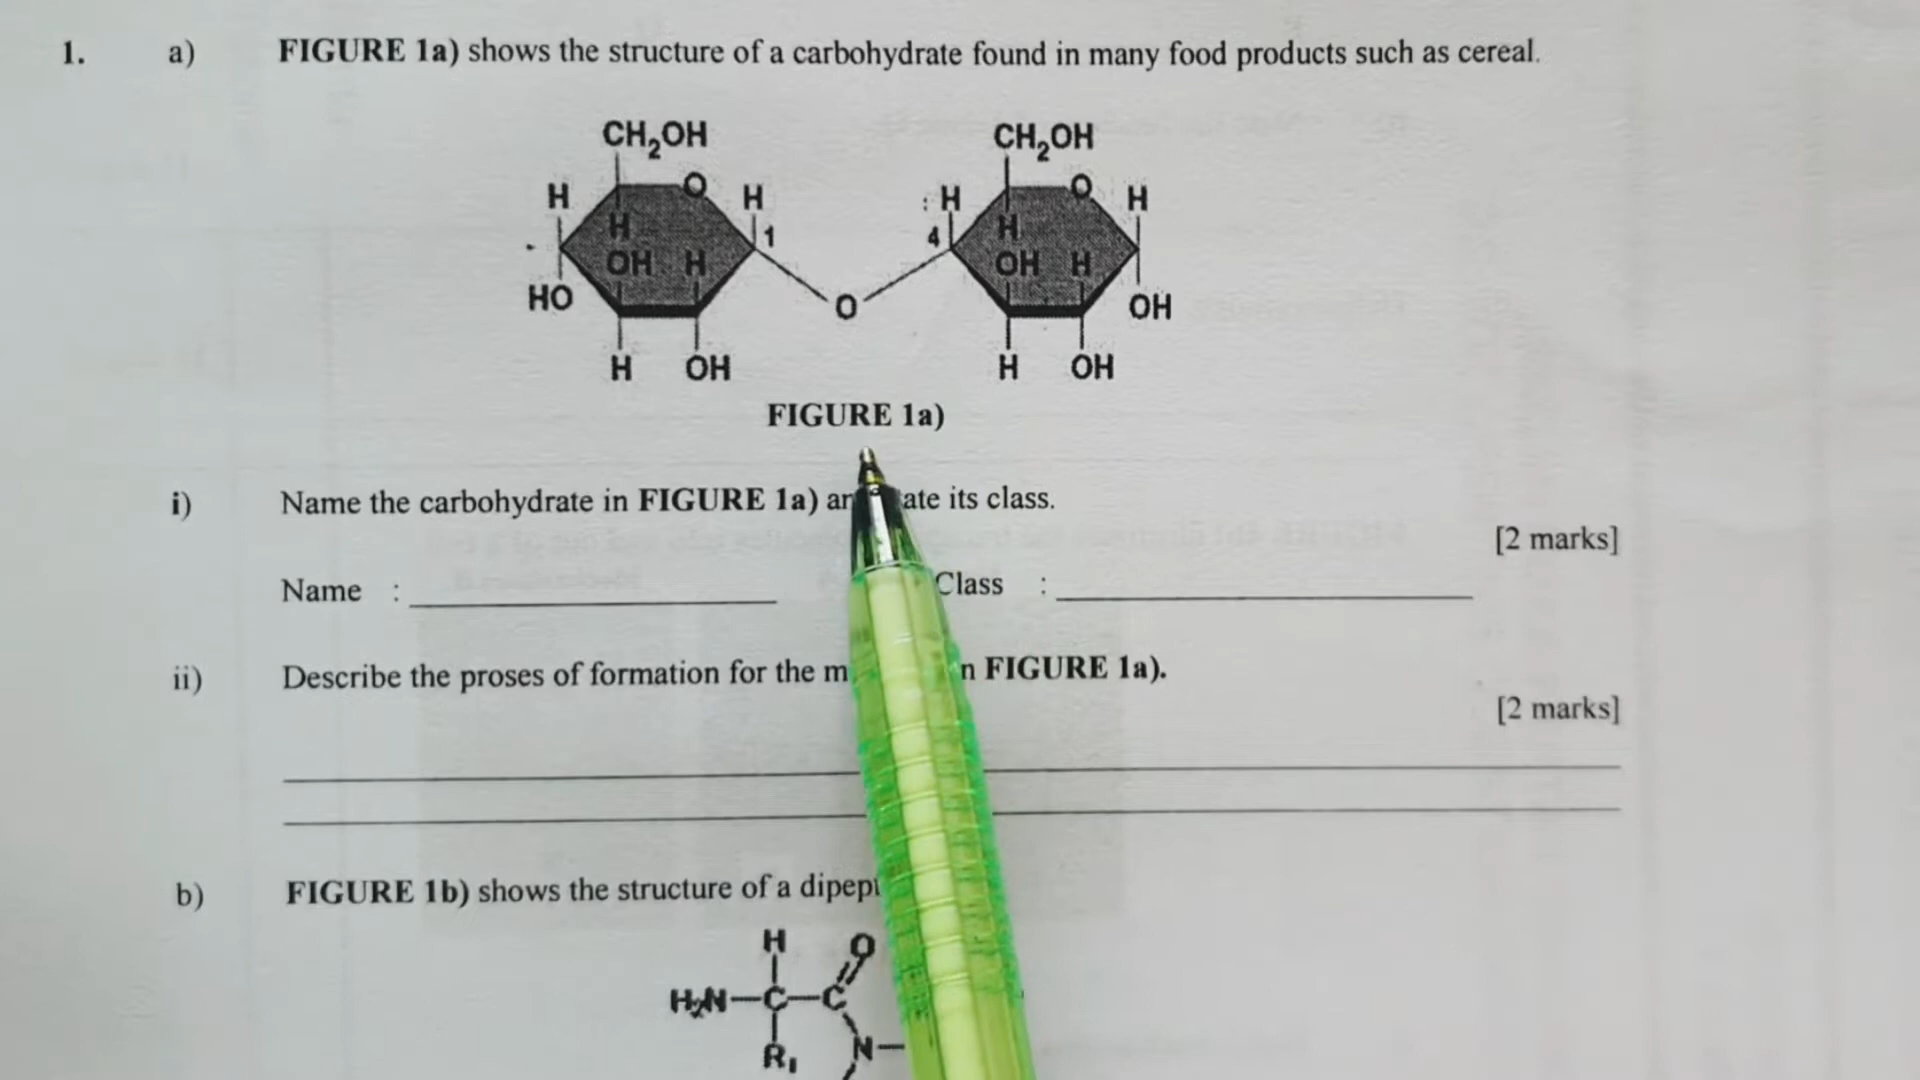 1. a) FIGURE 1a) shows the structure of a carbohydrate found in many food products such as cereal.
CH₂OH CH₂OH
H O H : H O H
H 1 4 H
OH H OH H
HO O OH
H OH H OH
FIGURE 1a)
i) Name the carbohydrate in FIGURE 1a) its class.
[2 marks]
Name : Class :
ii) Describe the proses of formation for the FIGURE 1a).
[2 marks]
b) FIGURE 1b) shows the structure of a
H O
H₂N—C—C
R₁ N—